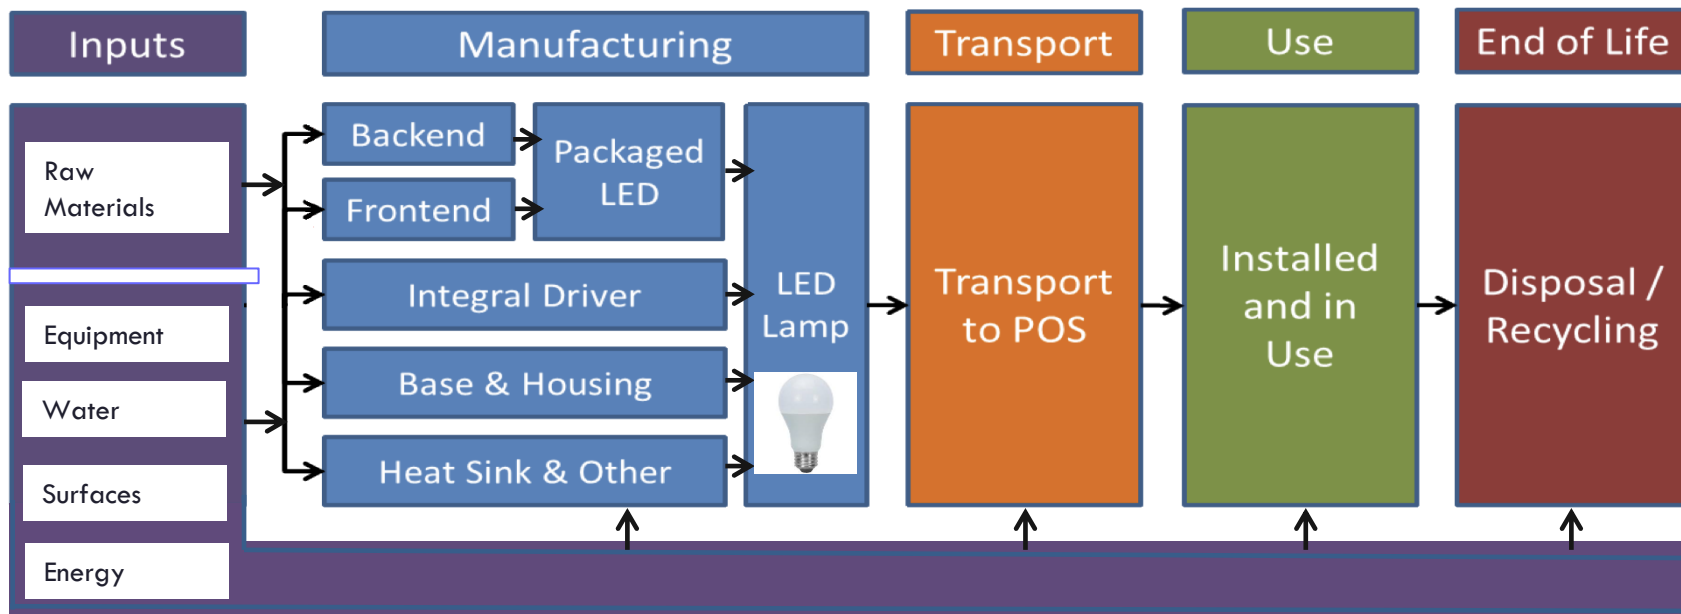 Inputs
Manufacturing
Transport
Use
End of Life
Raw
Materials
Equipment
Water
Surfaces
Energy
Backend
Frontend
Packaged
LED
Integral Driver
Base & Housing
Heat Sink & Other
LED
Lamp
Transport
to POS
Installed
and in
Use
Disposal /
Recycling